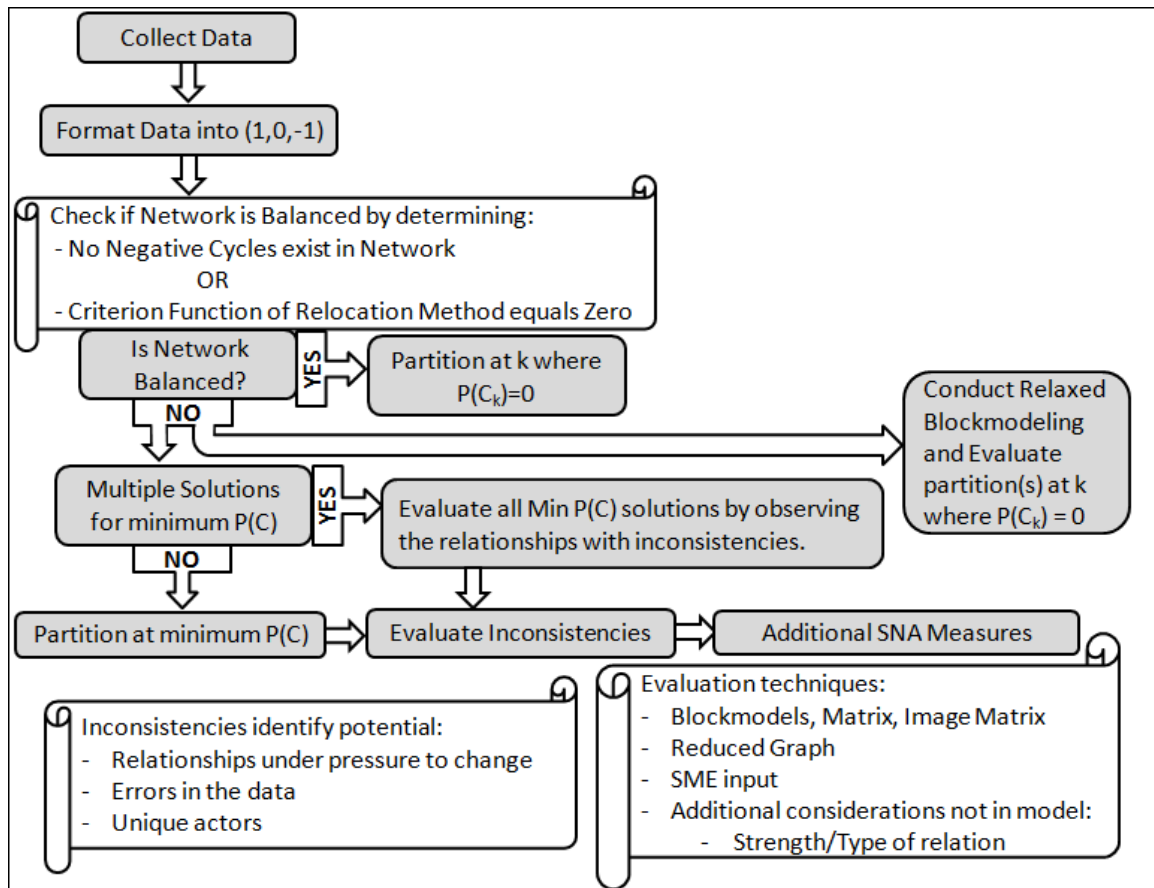 Collect Data
Format Data into (1,0,-1)
Check if Network is Balanced by determining:
- No Negative Cycles exist in Network
OR
- Criterion Function of Relocation Method equals Zero
Is Network
Balanced?
YES
Partition at k where
P(Cₖ)=0
NO
Conduct Relaxed
Blockmodeling
and Evaluate
partition(s) at k
where P(Cₖ) = 0
Multiple Solutions
for minimum P(C)
YES
Evaluate all Min P(C) solutions by observing
the relationships with inconsistencies.
NO
Partition at minimum P(C)
Evaluate Inconsistencies
Additional SNA Measures
Inconsistencies identify potential:
- Relationships under pressure to change
- Errors in the data
- Unique actors
Evaluation techniques:
- Blockmodels, Matrix, Image Matrix
- Reduced Graph
- SME input
- Additional considerations not in model:
- Strength/Type of relation